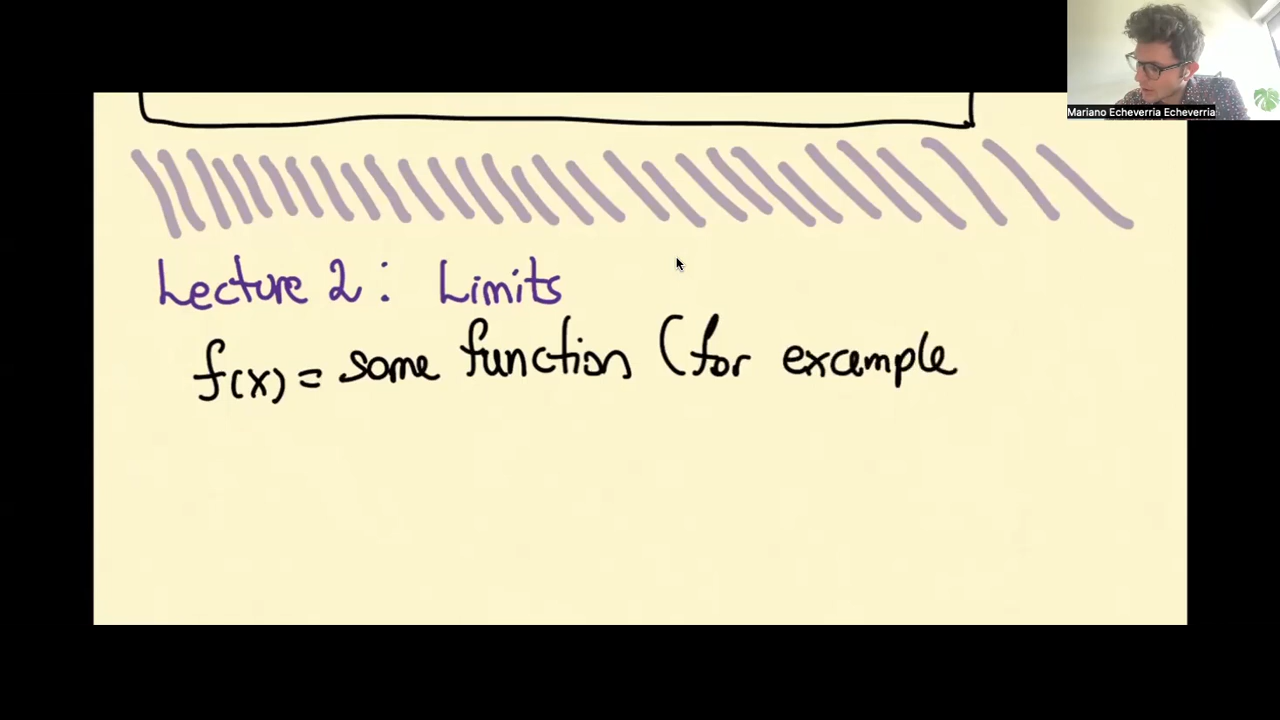 Mariano Echeverria Echeverria
Lecture 2: Limits
f(x) = some function (for example